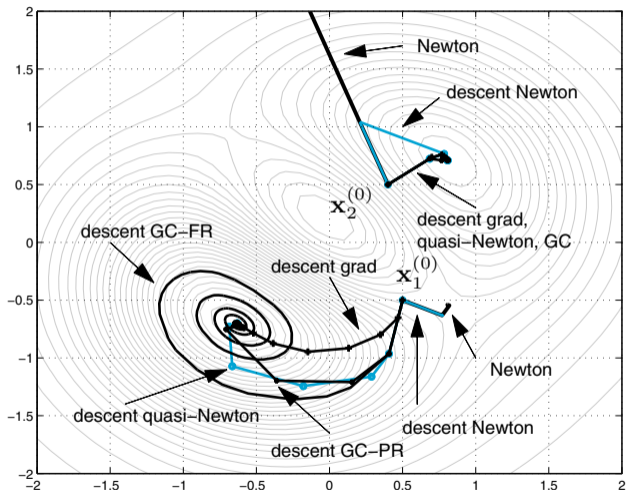 2
1.5
1
0.5
0
−0.5
−1
−1.5
−2
Newton
descent Newton
x₂⁽⁰⁾
descent grad,
quasi−Newton, GC
descent GC−FR
descent grad
x₁⁽⁰⁾
Newton
descent quasi−Newton
descent Newton
descent GC−PR
−2 −1.5 −1 −0.5 0 0.5 1 1.5 2